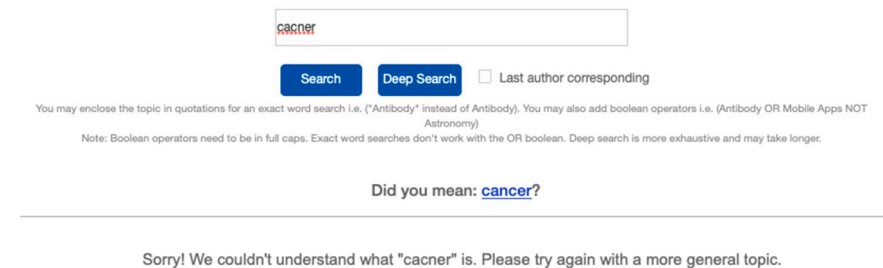 cacner
Search Deep Search Last author corresponding
You may enclose the topic in quotations for an exact word search i.e. ("Antibody" instead of Antibody). You may also add boolean operators i.e. (Antibody OR Mobile Apps NOT
Astronomy)
Note: Boolean operators need to be in full caps. Exact word searches don't work with the OR boolean. Deep search is more exhaustive and may take longer.
Did you mean: cancer?
Sorry! We couldn't understand what "cacner" is. Please try again with a more general topic.